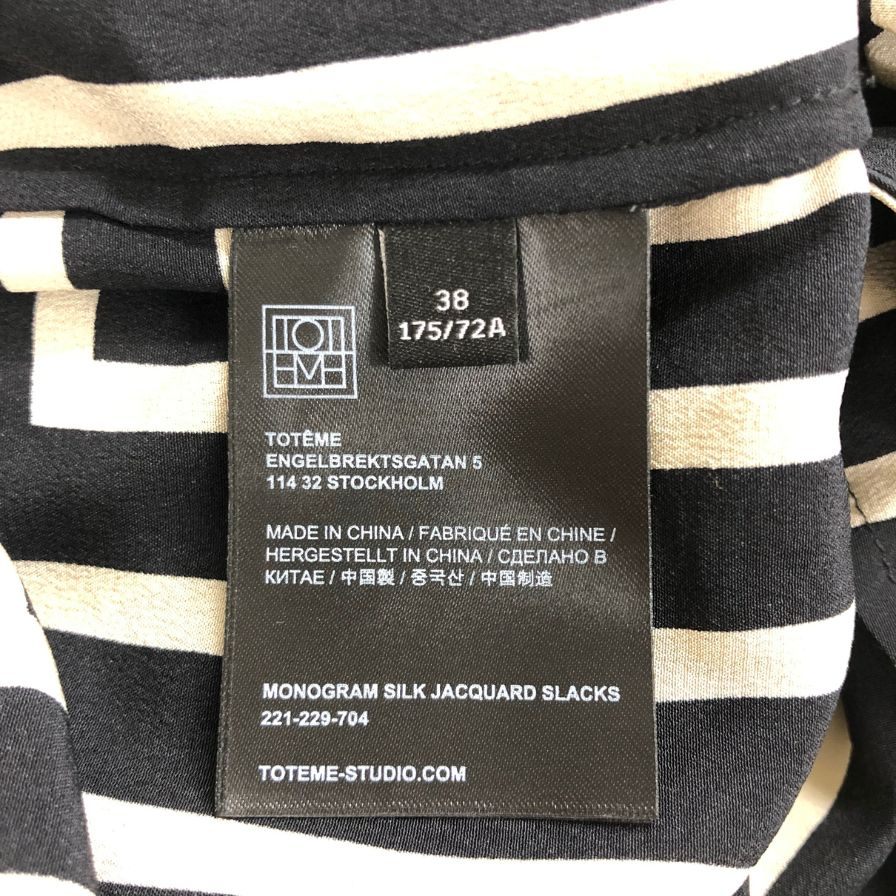 38
175/72A
TOTEME
TOTÊME
ENGELBREKTSGATAN 5
114 32 STOCKHOLM
MADE IN CHINA / FABRIQUÉ EN CHINE /
HERGESTELLT IN CHINA / СДЕЛАНО В
КИТАЕ / 中国製 / 중국산 / 中国制造
MONOGRAM SILK JACQUARD SLACKS
221-229-704
TOTEME-STUDIO.COM